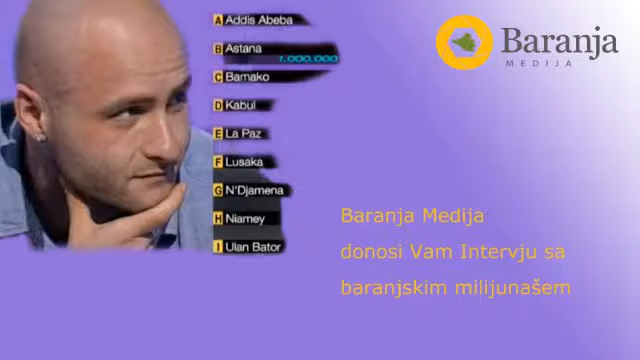 A Addis Abeba
B Astana
1.000.000
C Bamako
D Kabul
E La Paz
F Lusaka
G N'Djamena
H Niamey
I Ulan Bator
Baranja
MEDIJA
Baranja Medija
donosi Vam Intervju sa
baranjskim milijunašem